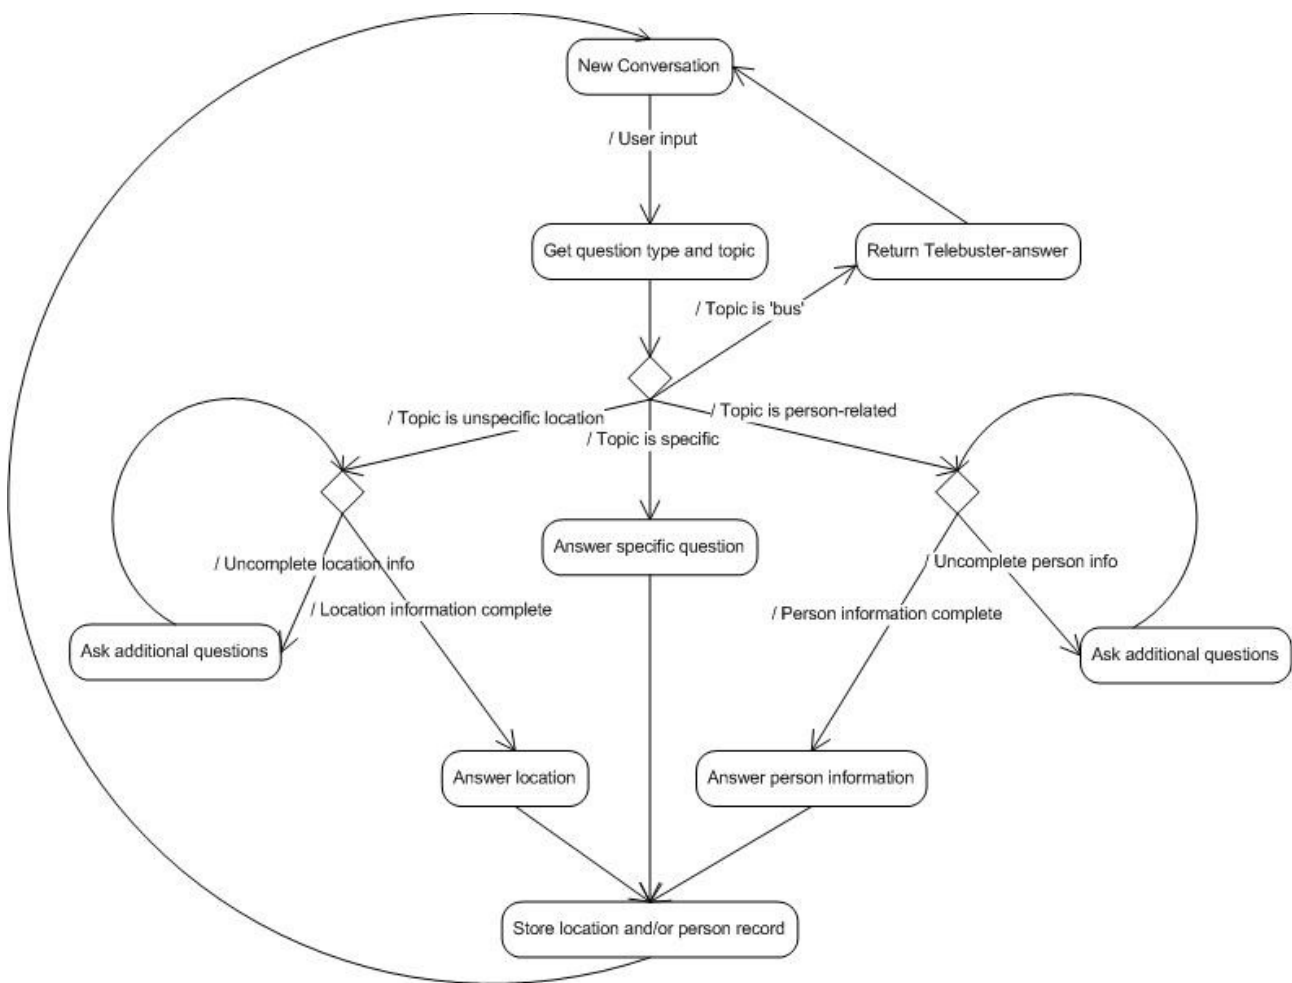 New Conversation
/ User input
Get question type and topic
Return Telebuster-answer
/ Topic is 'bus'
/ Topic is unspecific location
/ Topic is person-related
/ Topic is specific
Answer specific question
/ Uncomplete location info
/ Uncomplete person info
/ Location information complete
/ Person information complete
Ask additional questions
Ask additional questions
Answer location
Answer person information
Store location and/or person record